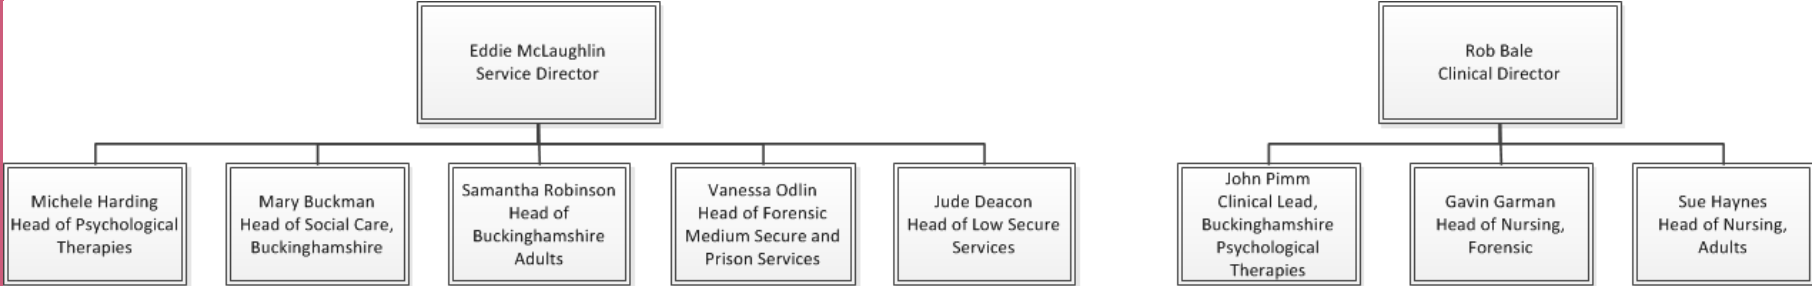 Eddie McLaughlin
Service Director
Rob Bale
Clinical Director
Michele Harding
Head of Psychological
Therapies
Mary Buckman
Head of Social Care,
Buckinghamshire
Samantha Robinson
Head of
Buckinghamshire
Adults
Vanessa Odlin
Head of Forensic
Medium Secure and
Prison Services
Jude Deacon
Head of Low Secure
Services
John Pimm
Clinical Lead,
Buckinghamshire
Psychological
Therapies
Gavin Garman
Head of Nursing,
Forensic
Sue Haynes
Head of Nursing,
Adults